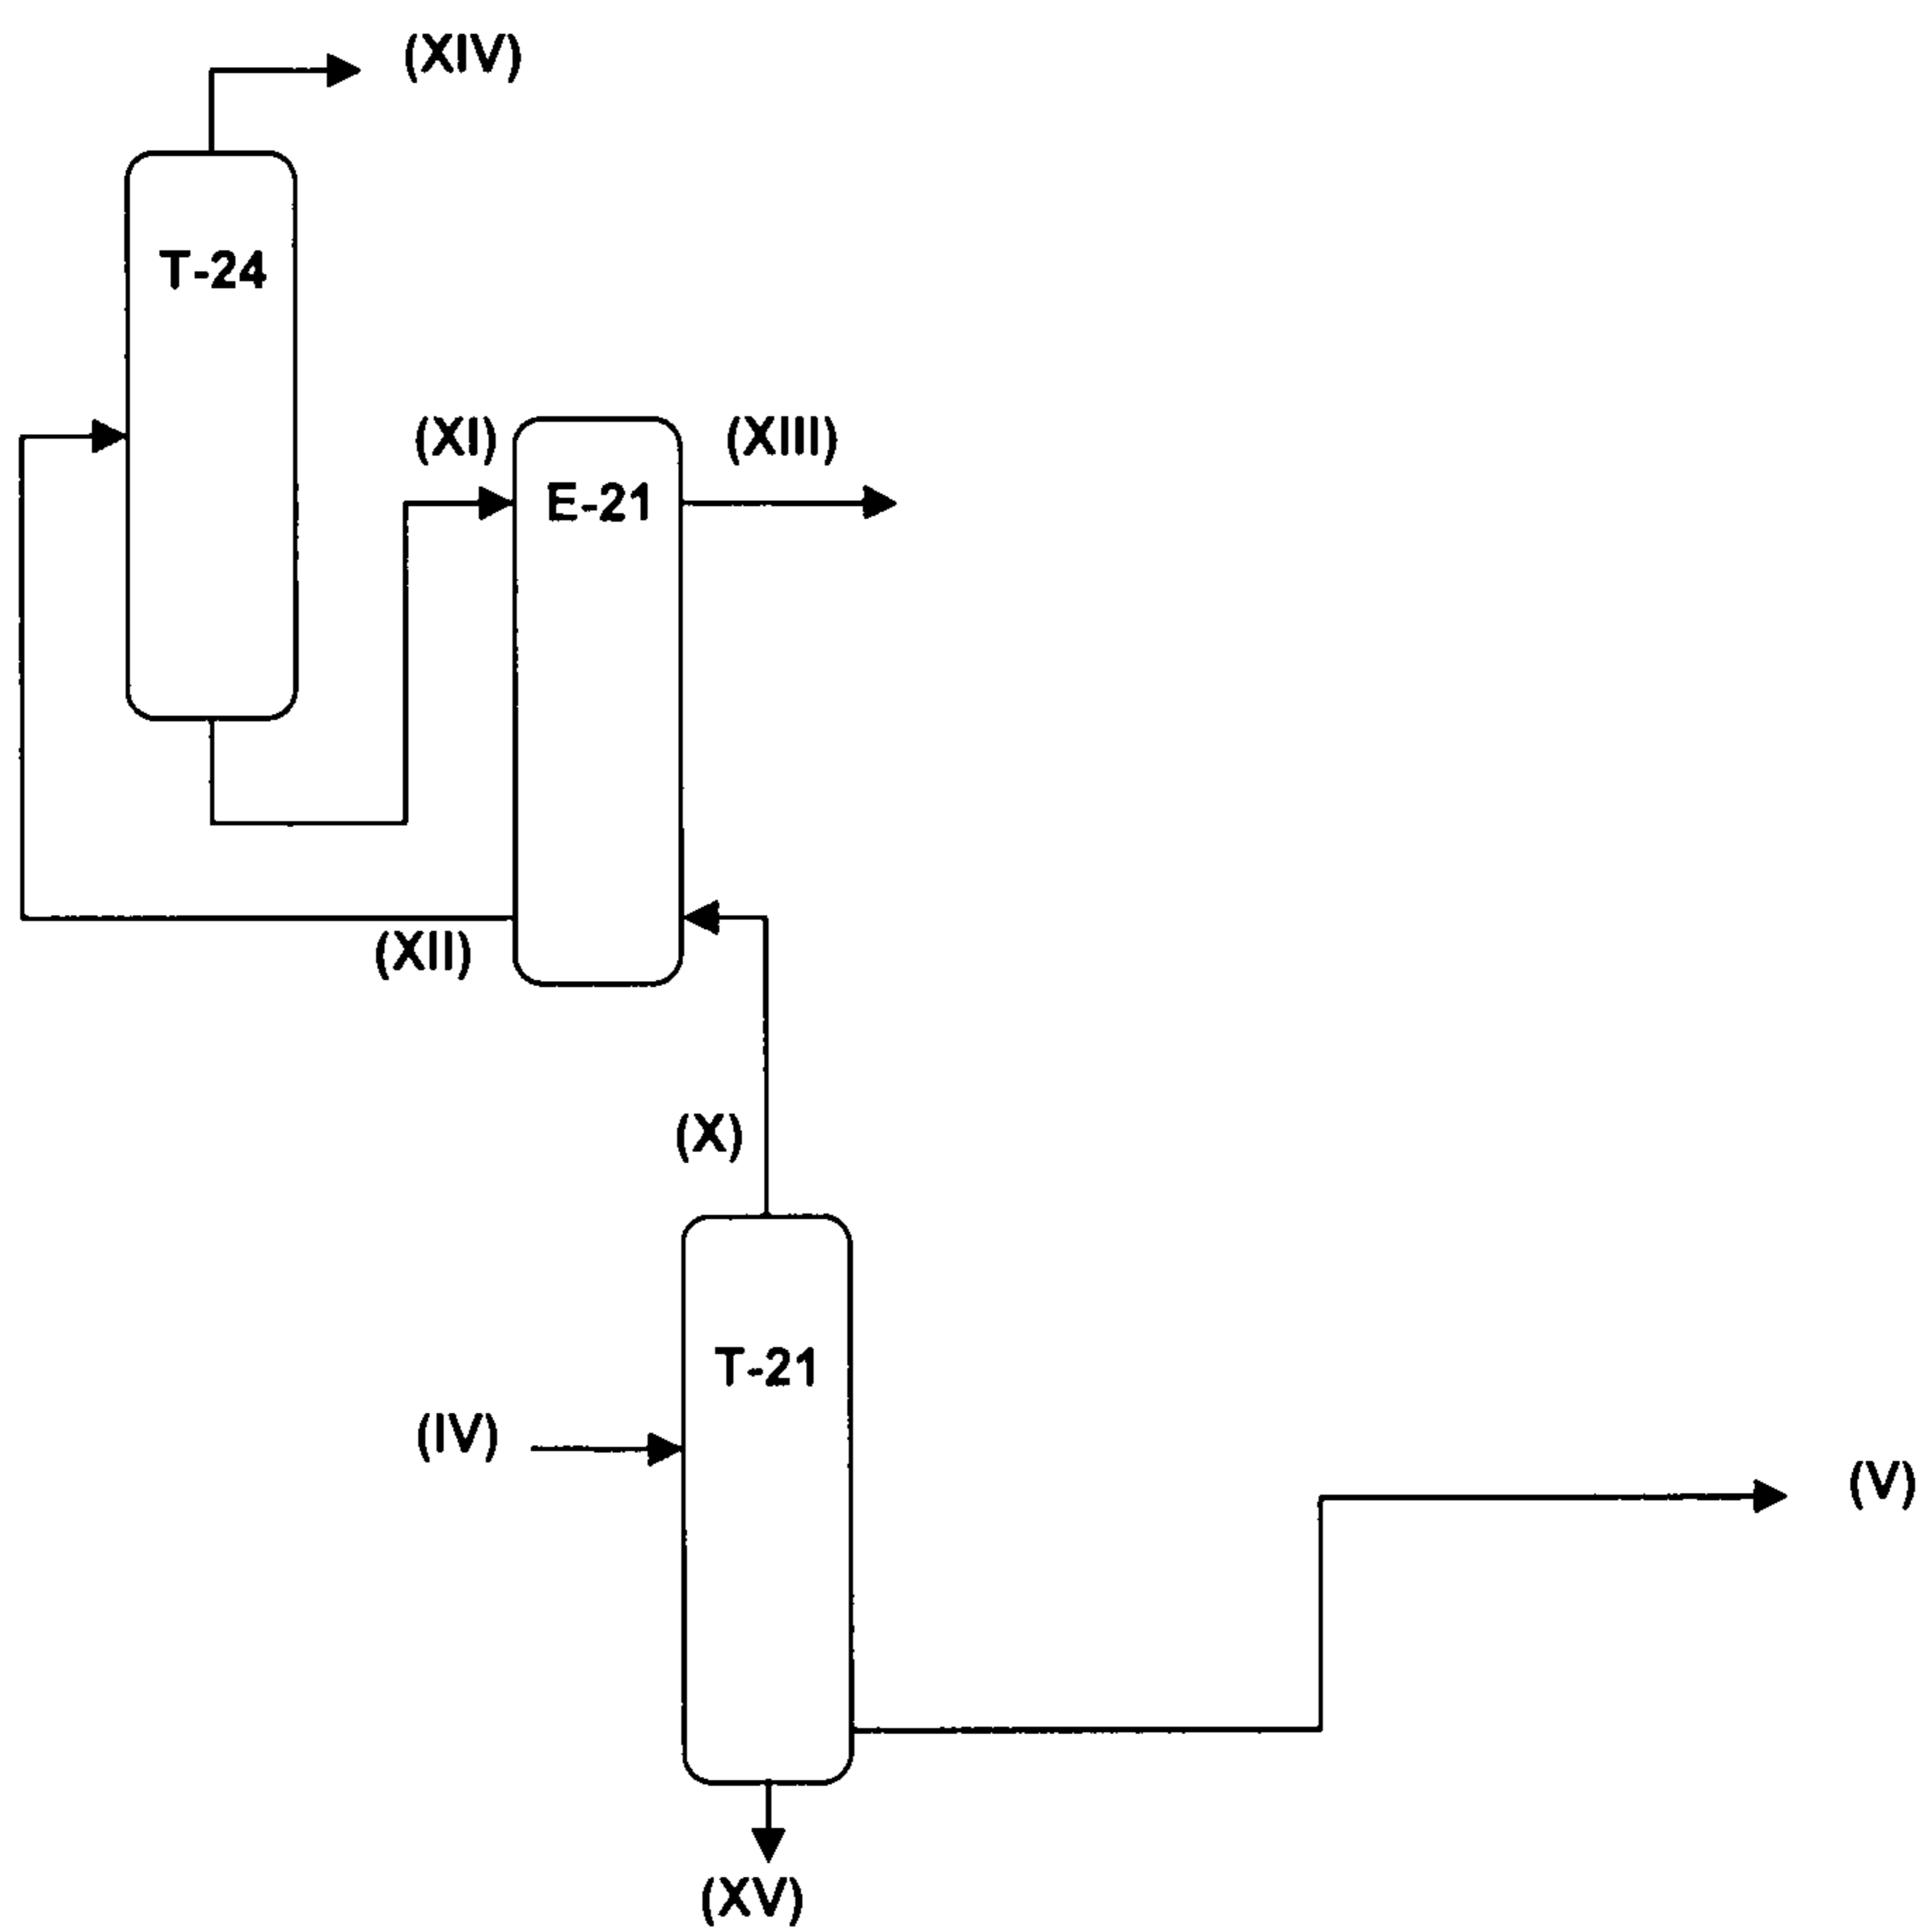 (XIV)
T-24
(XI)
(XIII)
E-21
(XII)
(X)
T-21
(IV)
(V)
(XV)